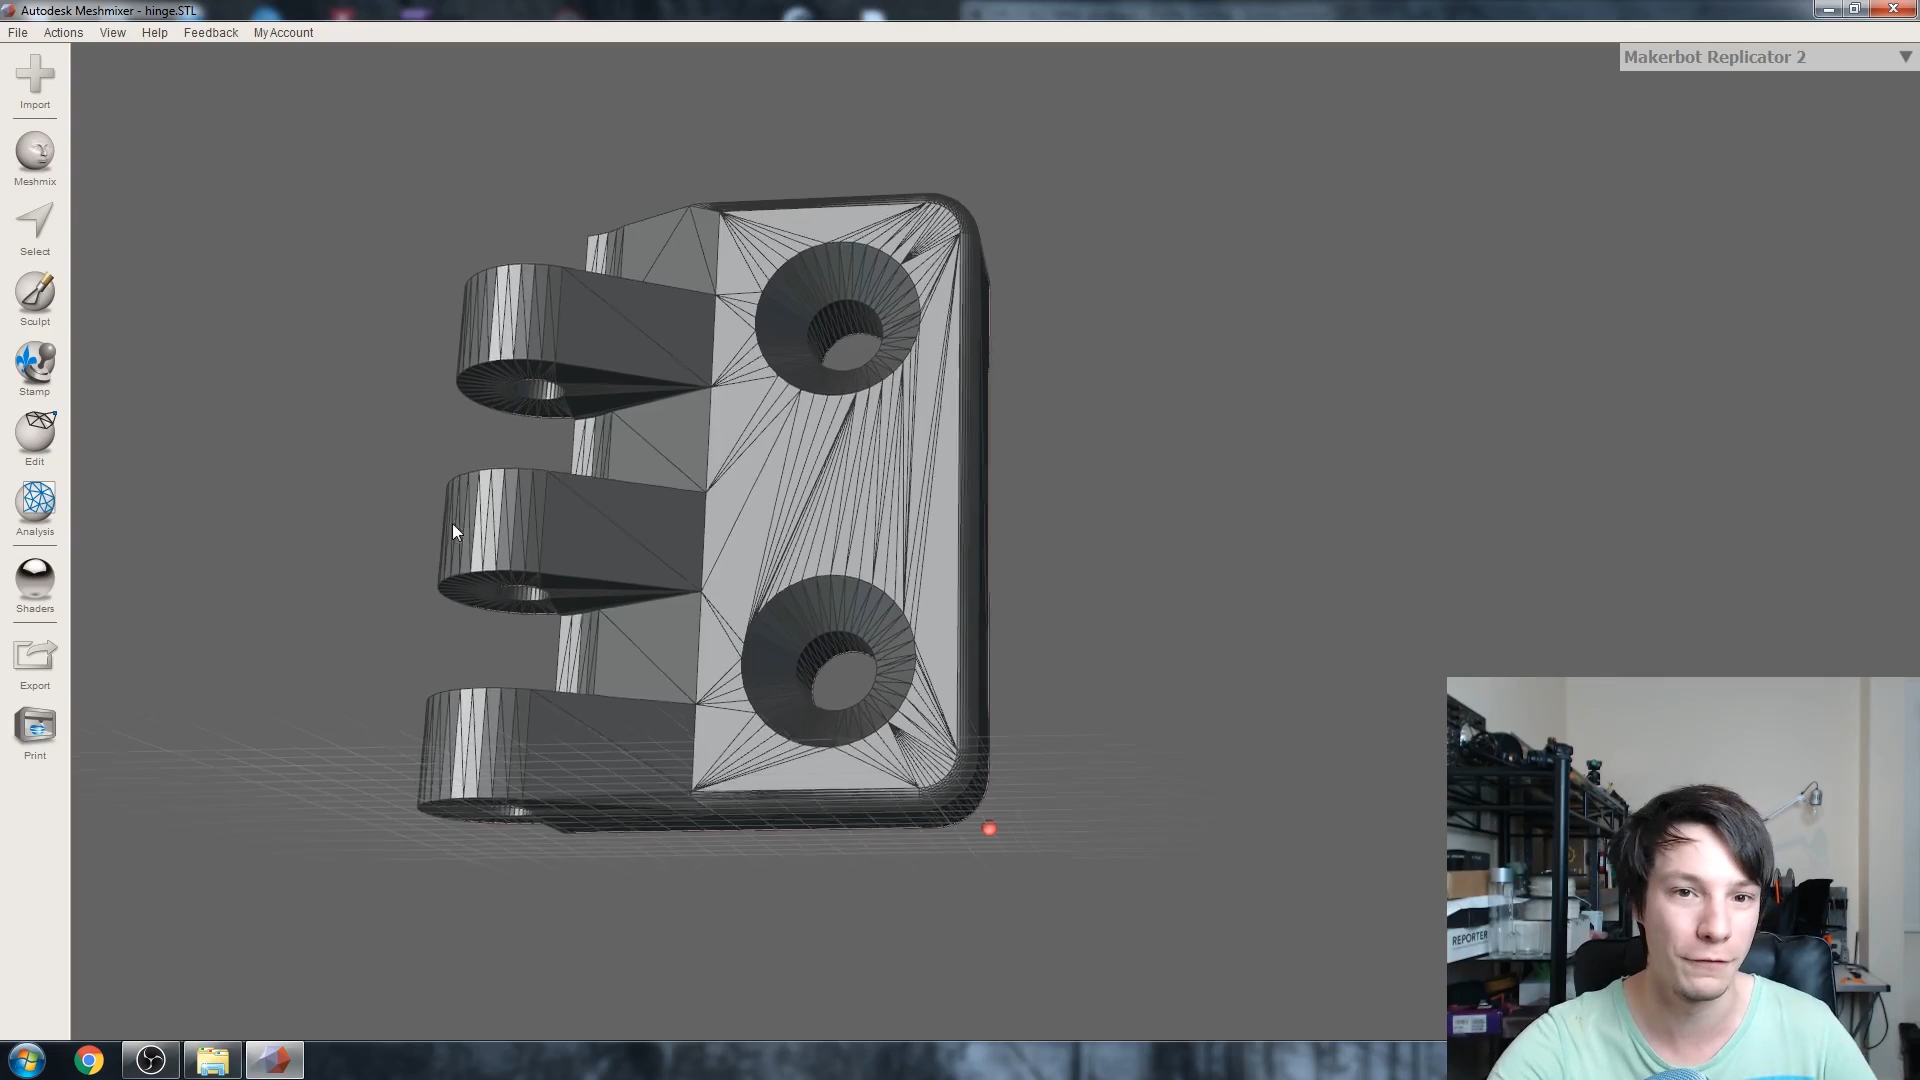 Autodesk Meshmixer - hinge.STL
File Actions View Help Feedback My Account
Makerbot Replicator 2
Import
Meshmix
Select
Sculpt
Stamp
Edit
Analysis
Shaders
Export
Print
REPORTER